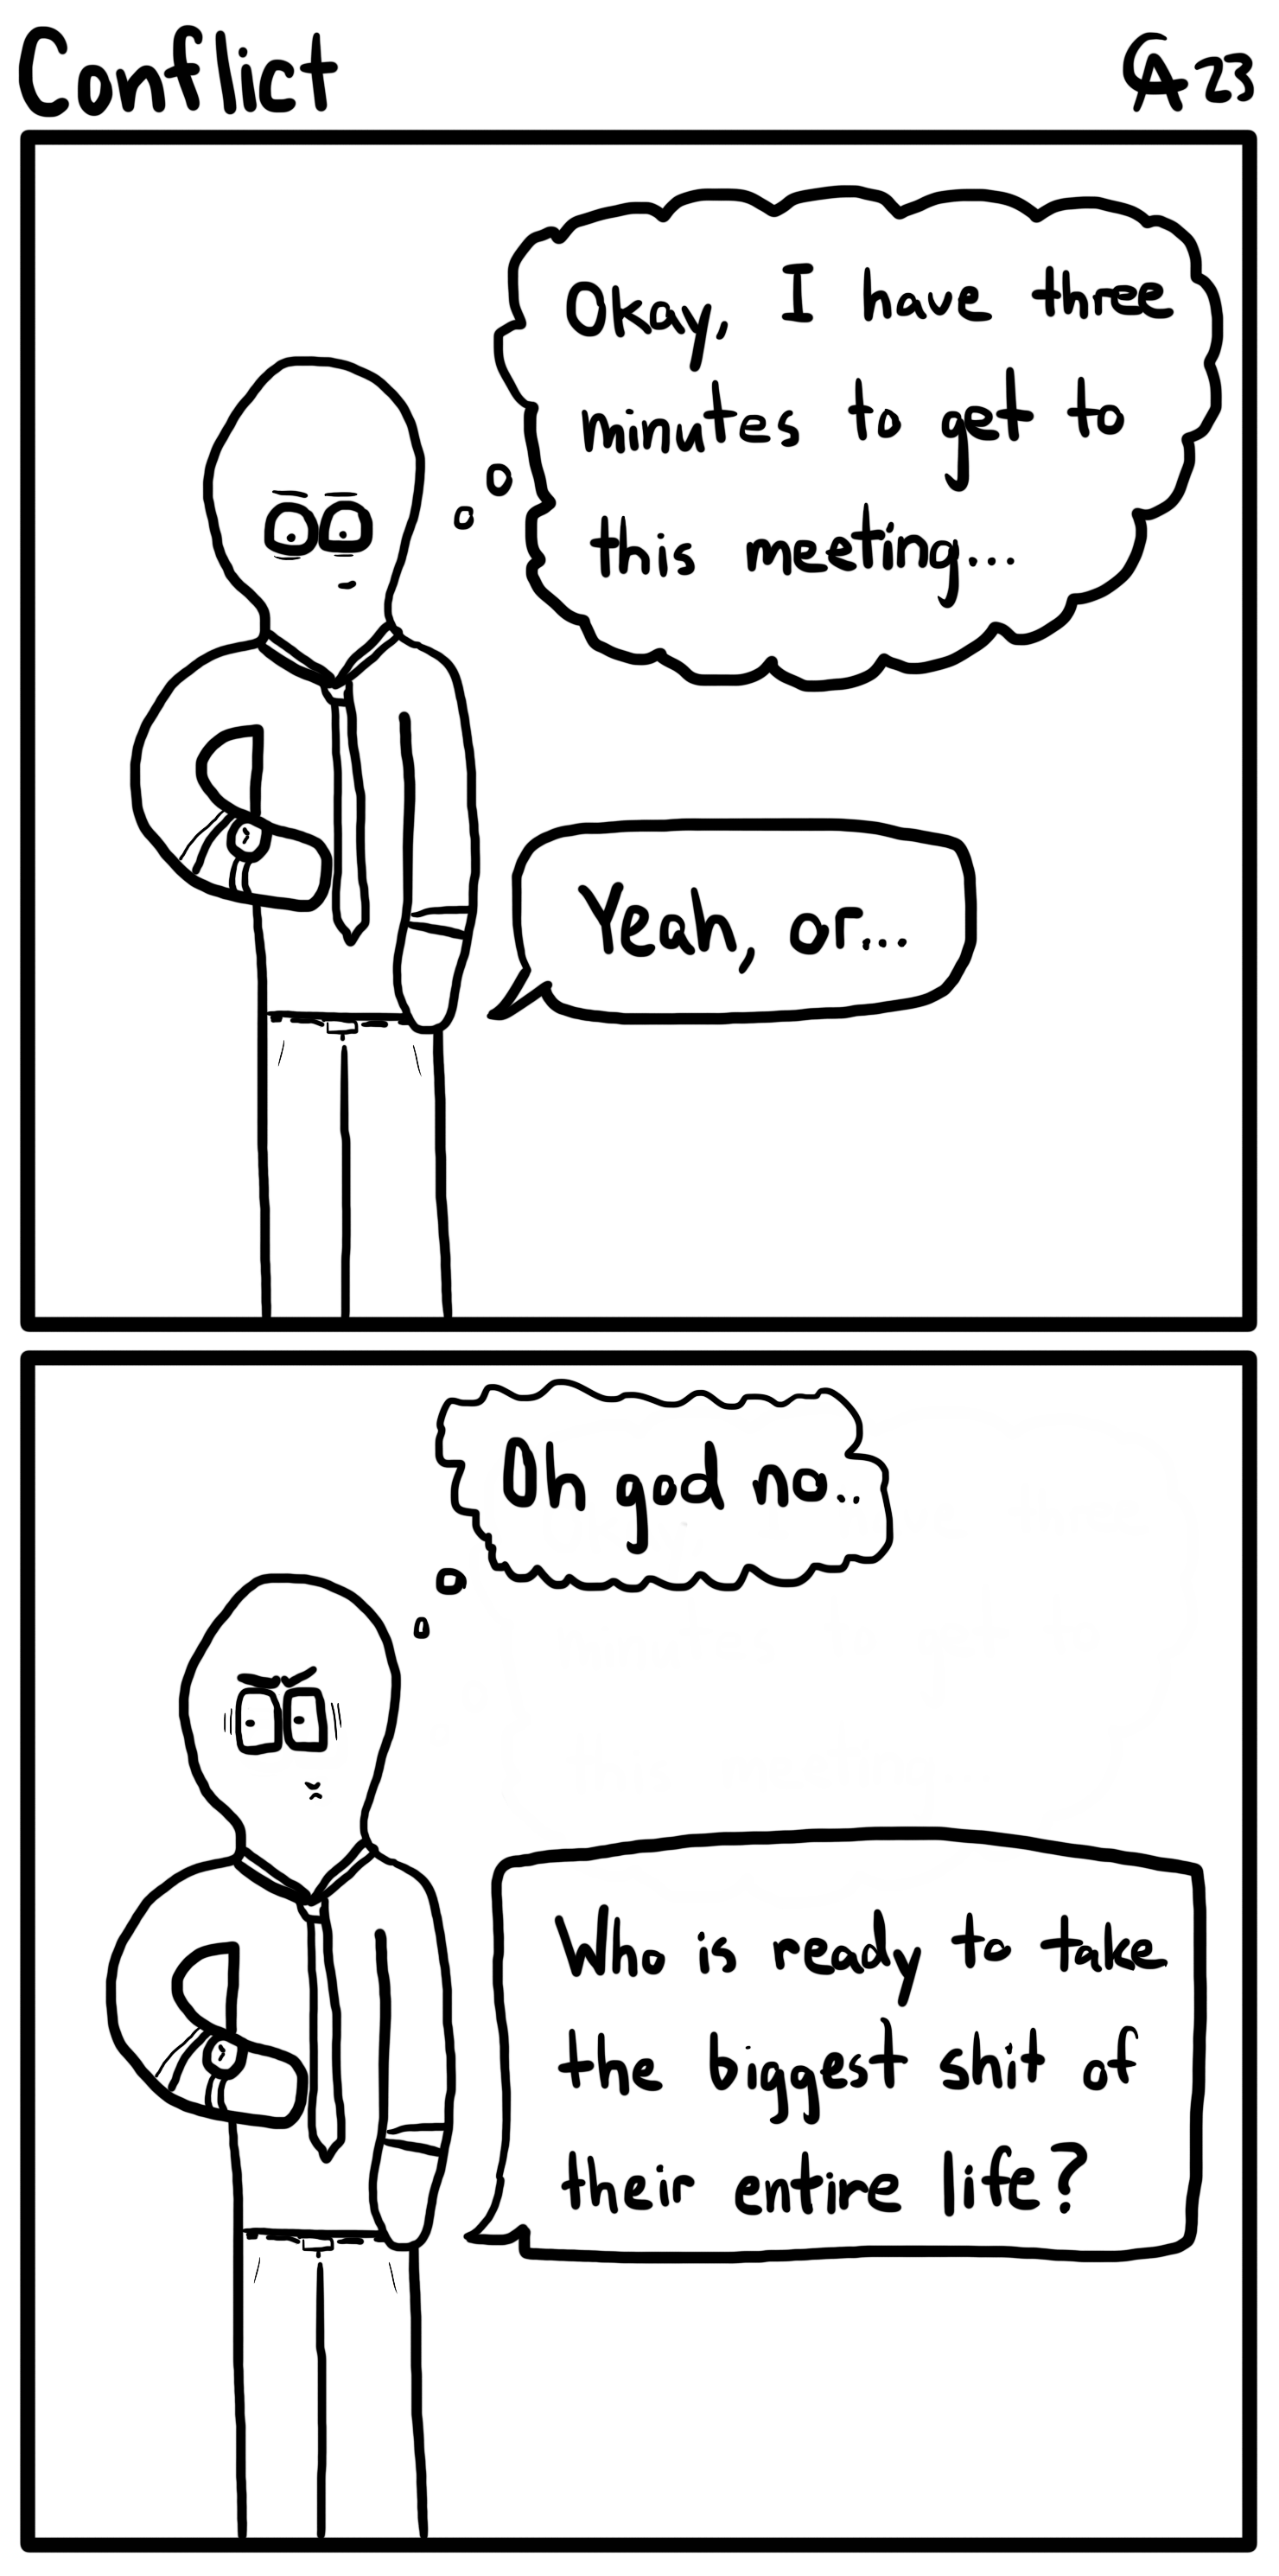 Conflict
CA 23
Okay, I have three
minutes to get to
this meeting...
Yeah, or...
Oh god no..
Who is ready to take
the biggest shit of
their entire life?